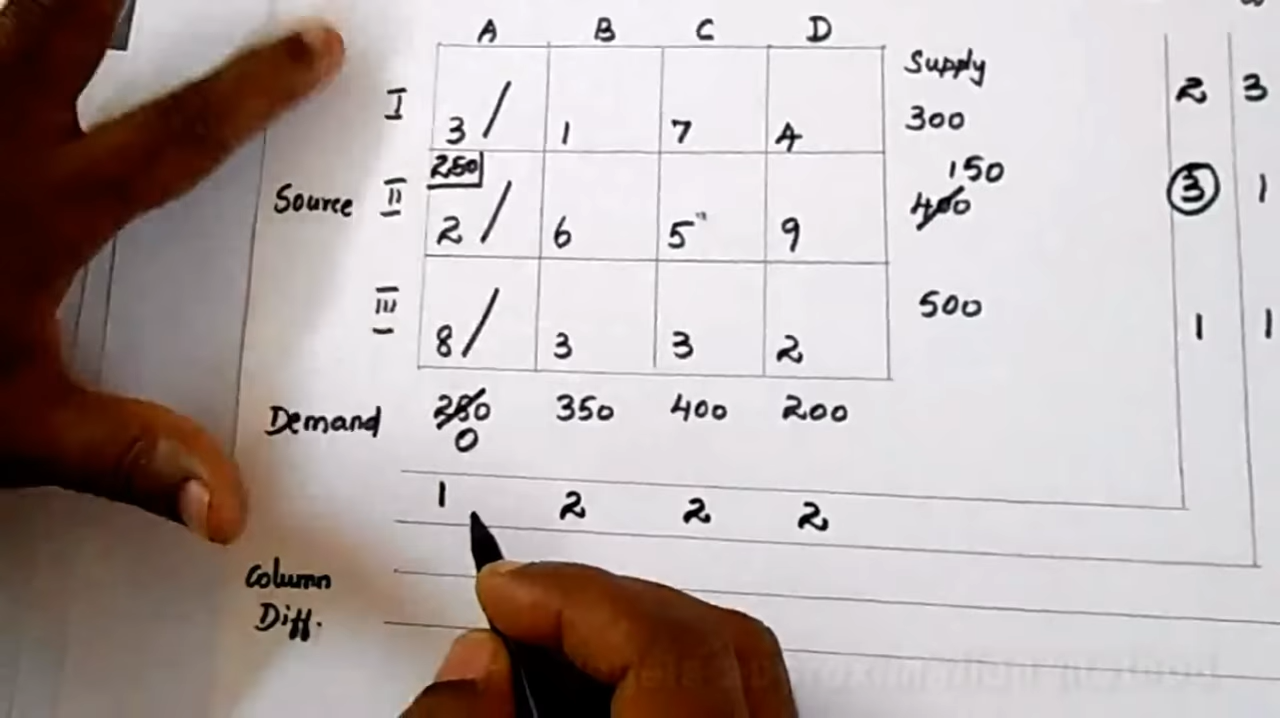 A B C D
Supply
I 3 / 1 7 4 300 2 3
250 150
Source II 2 / 6 5 9 400 3 1
III 8 / 3 3 2 500 1 1
Demand 250 350 400 200
0
1 2 2 2
Column
Diff.